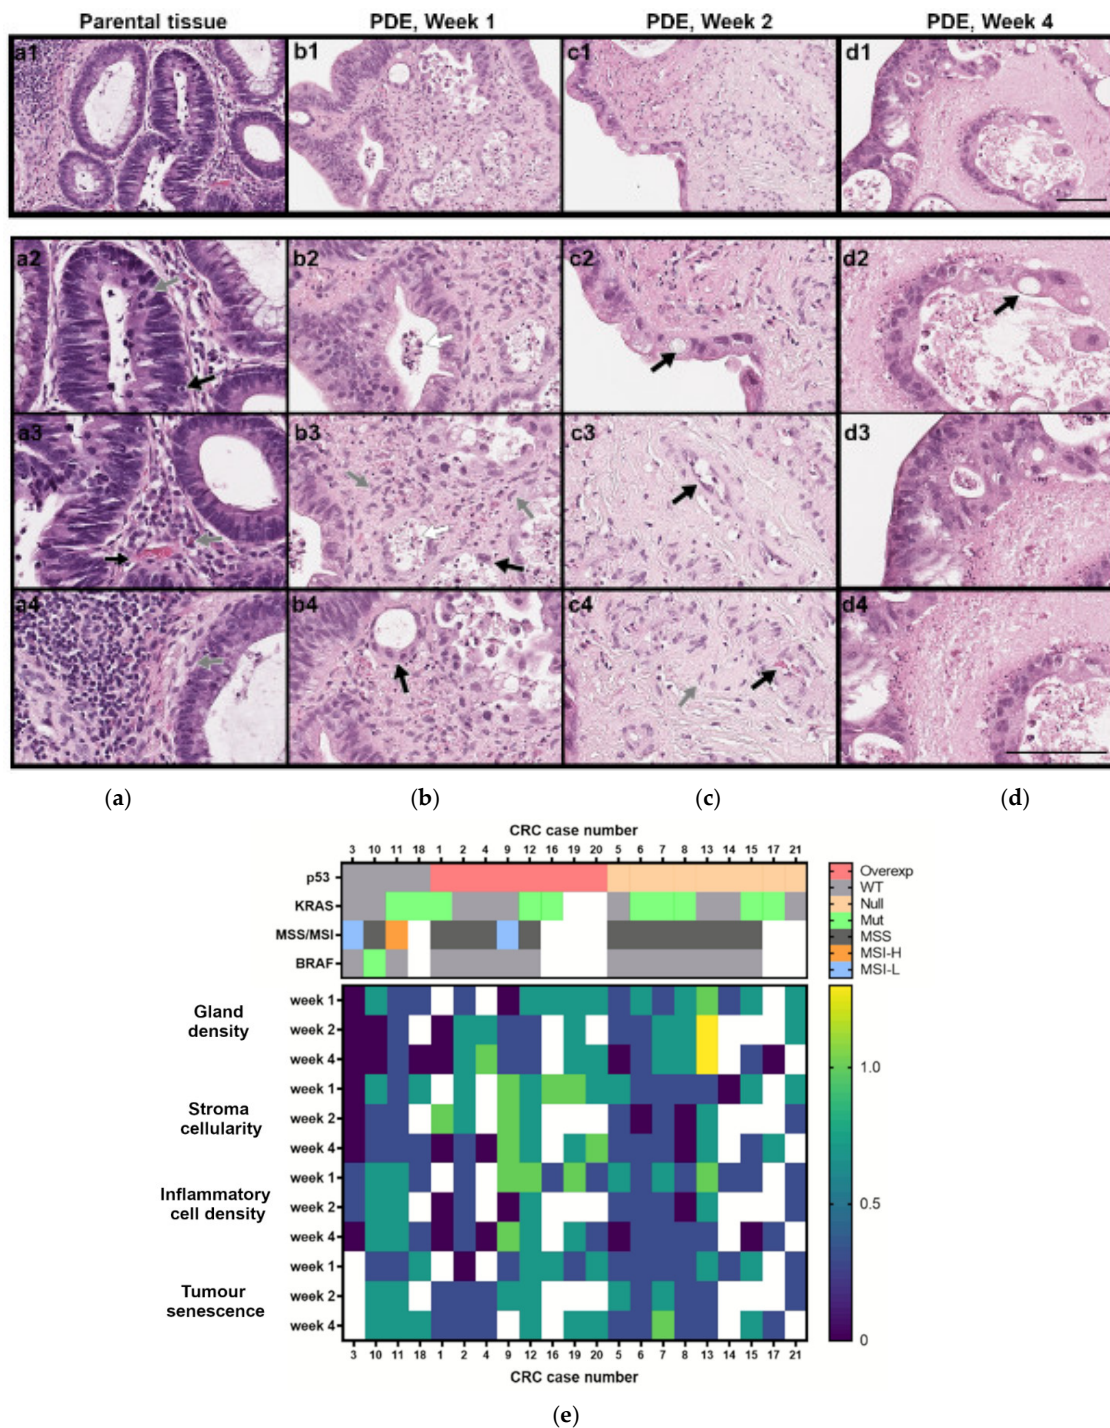 Parental tissue PDE, Week 1 PDE, Week 2 PDE, Week 4
a1 b1 c1 d1
a2 b2 c2 d2
a3 b3 c3 d3
a4 b4 c4 d4
(a) (b) (c) (d)
CRC case number
3 10 11 18 1 2 4 9 12 16 19 20 5 6 7 8 13 14 15 17 21
p53
KRAS
MSS/MSI
BRAF
Overexp
WT
Null
Mut
MSS
MSI-H
MSI-L
Gland
density
week 1
week 2
week 4
Stroma
cellularity
week 1
week 2
week 4
Inflammatory
cell density
week 1
week 2
week 4
Tumour
senescence
week 1
week 2
week 4
1.0
0.5
0
3 10 11 18 1 2 4 9 12 16 19 20 5 6 7 8 13 14 15 17 21
CRC case number
(e)